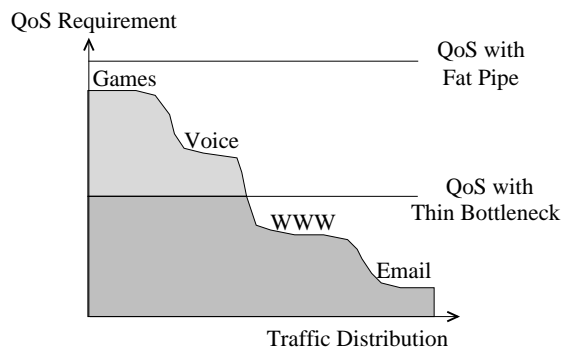 QoS Requirement
QoS with
Fat Pipe
Games
Voice
QoS with
Thin Bottleneck
WWW
Email
Traffic Distribution